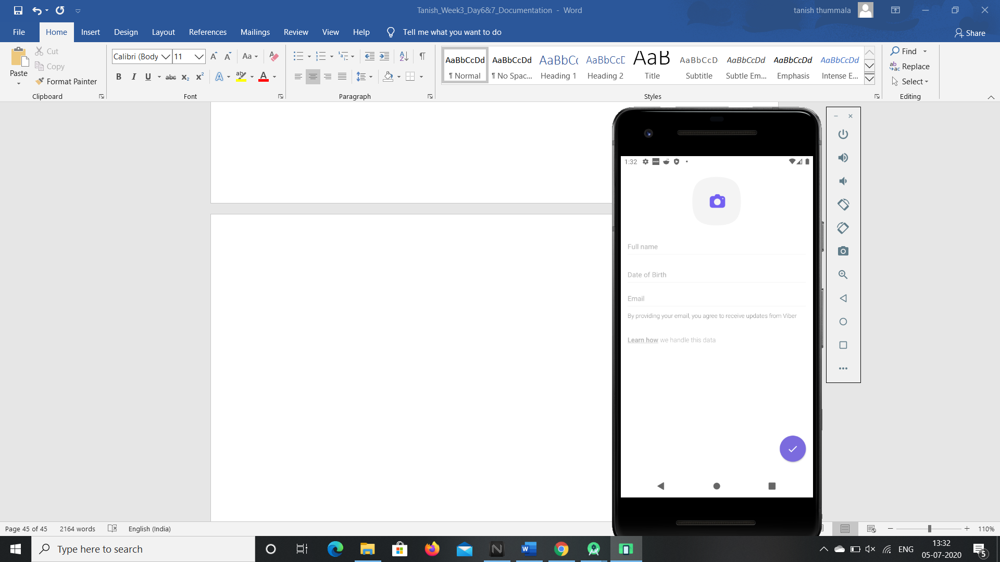 Tanish_Week3_Day6&7_Documentation - Word
tanish thummala
File Home Insert Design Layout References Mailings Review View Help Tell me what you want to do
Share
Paste
Cut
Copy
Format Painter
Clipboard
Calibri (Body 11
Font
Paragraph
AaBbCcDd AaBbCcDd AaBbCc AaBbCcD AaB AaBbCcD AaBbCcDd AaBbCcDd AaBbCcDd
¶ Normal ¶ No Spac... Heading 1 Heading 2 Title Subtitle Subtle Em... Emphasis Intense E...
Styles
Find
Replace
Select
Editing
1:32
Full name
Date of Birth
Email
By providing your email, you agree to receive updates from Viber
Learn how we handle this data
Page 45 of 45 2164 words English (India)
110%
Type here to search
ENG
13:32
05-07-2020
5